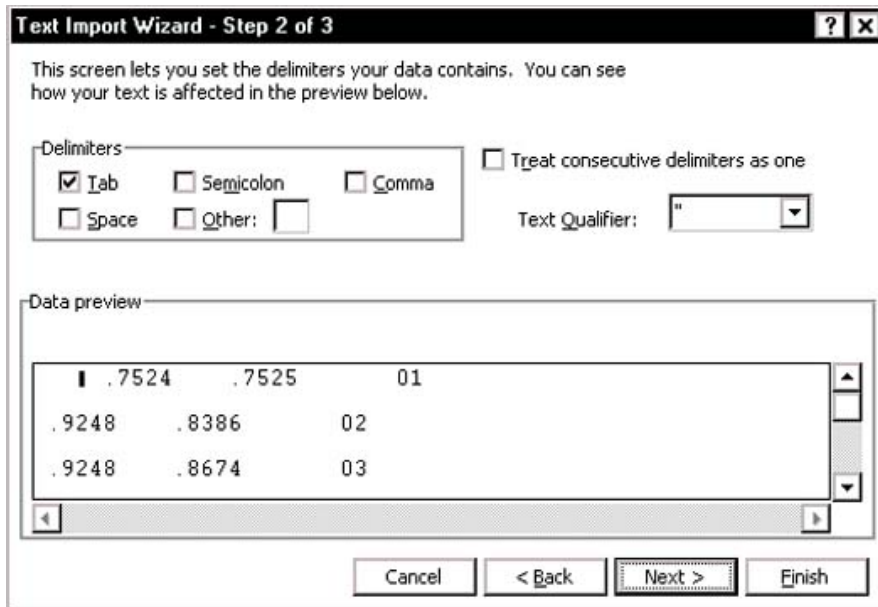 Text Import Wizard - Step 2 of 3
This screen lets you set the delimiters your data contains. You can see
how your text is affected in the preview below.
Delimiters
Tab Semicolon Comma
Space Other:
Treat consecutive delimiters as one
Text Qualifier: "
Data preview
.7524 .7525 01
.9248 .8386 02
.9248 .8674 03
Cancel < Back Next > Finish